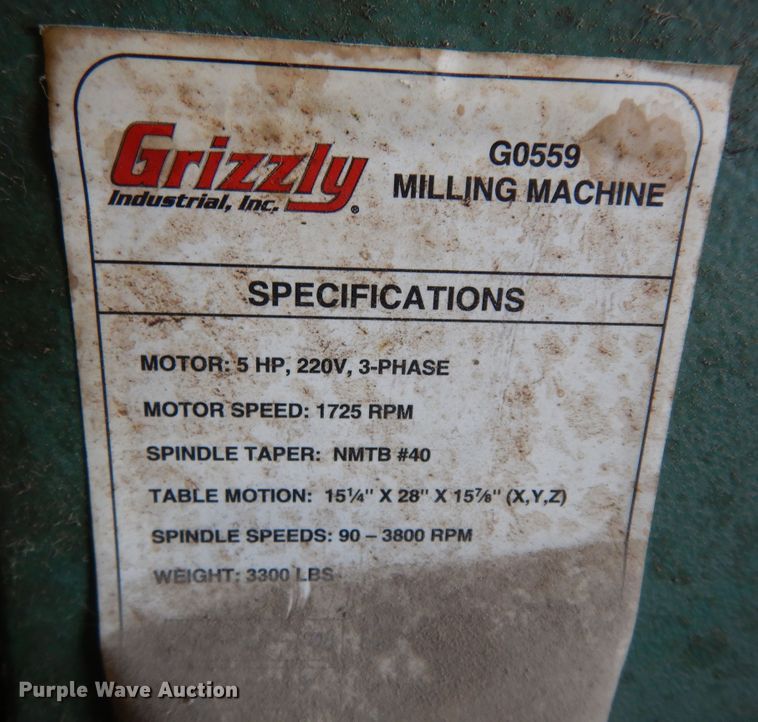 Grizzly
Industrial, Inc. ®
G0559
MILLING MACHINE
SPECIFICATIONS
MOTOR: 5 HP, 220V, 3-PHASE
MOTOR SPEED: 1725 RPM
SPINDLE TAPER: NMTB #40
TABLE MOTION: 15¼" X 28" X 15⅞" (X,Y,Z)
SPINDLE SPEEDS: 90 – 3800 RPM
WEIGHT: 3300 LBS
Purple Wave Auction